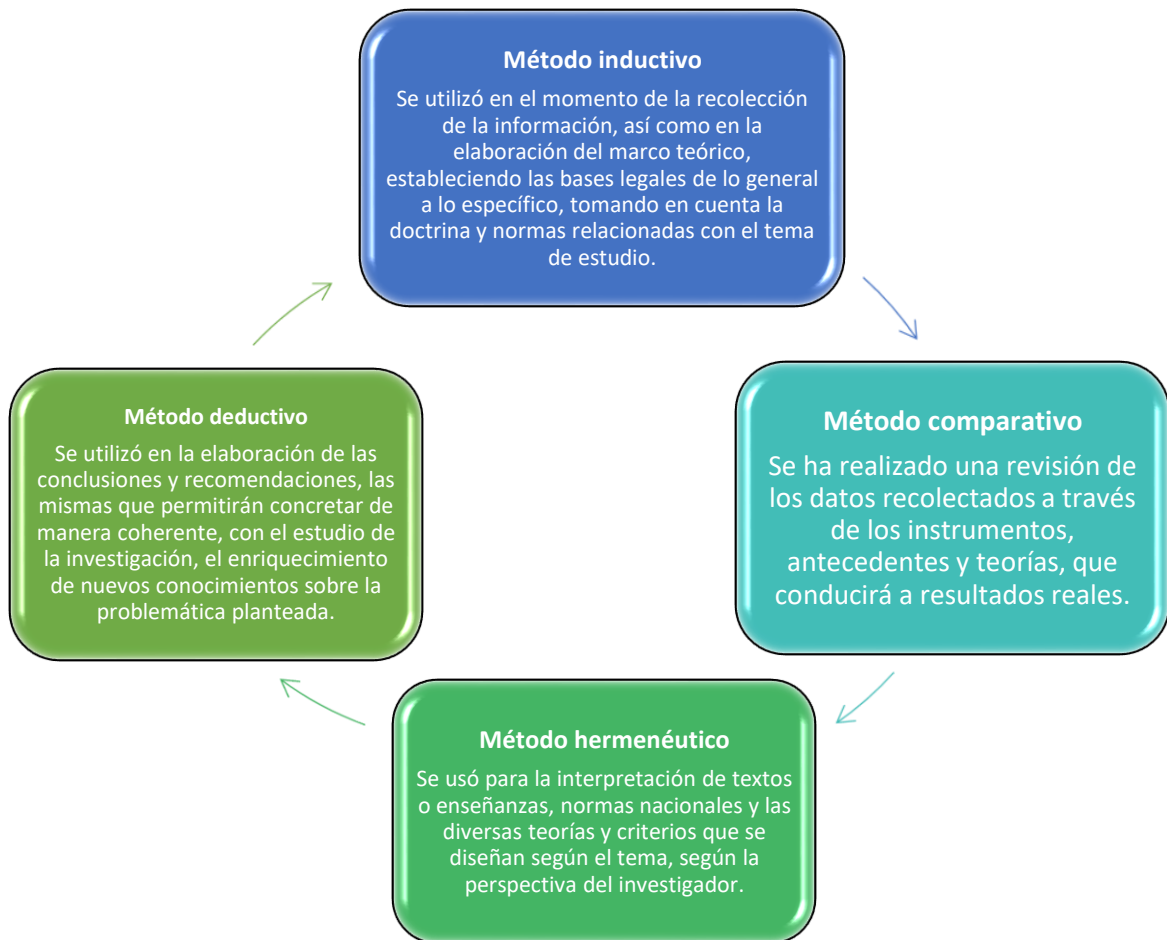 Método inductivo
Se utilizó en el momento de la recolección
de la información, así como en la
elaboración del marco teórico,
estableciendo las bases legales de lo general
a lo específico, tomando en cuenta la
doctrina y normas relacionadas con el tema
de estudio.
Método comparativo
Se ha realizado una revisión de
los datos recolectados a través
de los instrumentos,
antecedentes y teorías, que
conducirá a resultados reales.
Método hermenéutico
Se usó para la interpretación de textos
o enseñanzas, normas nacionales y las
diversas teorías y criterios que se
diseñan según el tema, según la
perspectiva del investigador.
Método deductivo
Se utilizó en la elaboración de las
conclusiones y recomendaciones, las
mismas que permitirán concretar de
manera coherente, con el estudio de
la investigación, el enriquecimiento
de nuevos conocimientos sobre la
problemática planteada.